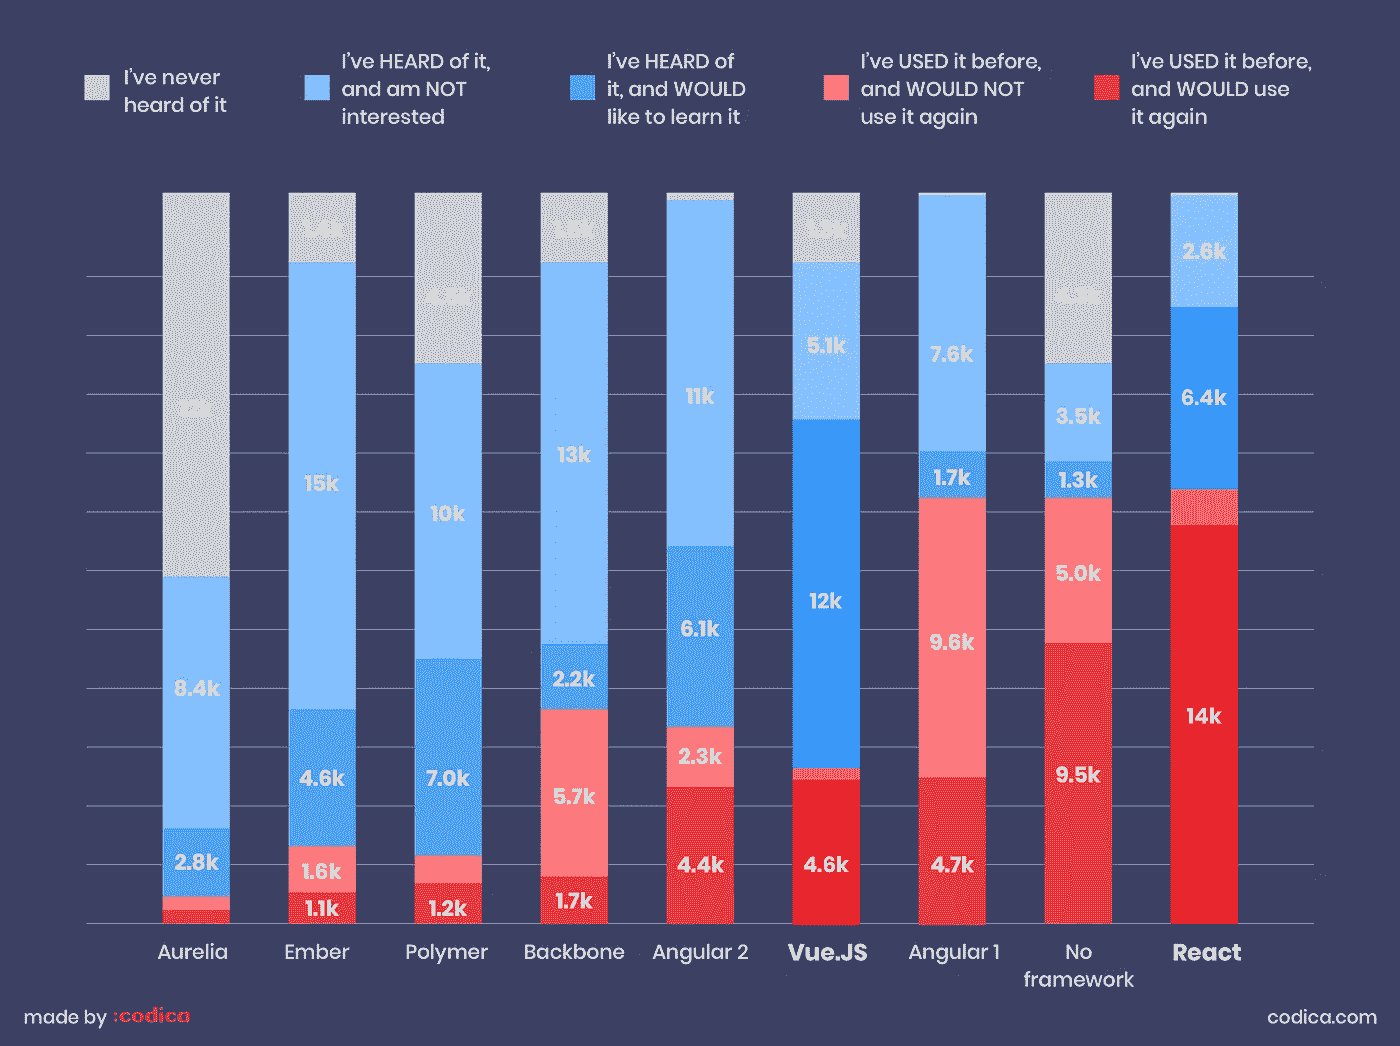 I've never
heard of it
I've HEARD of it,
and am NOT
interested
I've HEARD of
it, and WOULD
like to learn it
I've USED it before,
and WOULD NOT
use it again
I've USED it before,
and WOULD use
it again
8.4k
2.8k
15k
4.6k
1.6k
1.1k
10k
7.0k
1.2k
13k
2.2k
5.7k
1.7k
11k
6.1k
2.3k
4.4k
5.1k
12k
4.6k
7.6k
1.7k
9.6k
4.7k
3.5k
1.3k
5.0k
9.5k
2.6k
6.4k
14k
Aurelia
Ember
Polymer
Backbone
Angular 2
Vue.JS
Angular 1
No
framework
React
made by :codica
codica.com